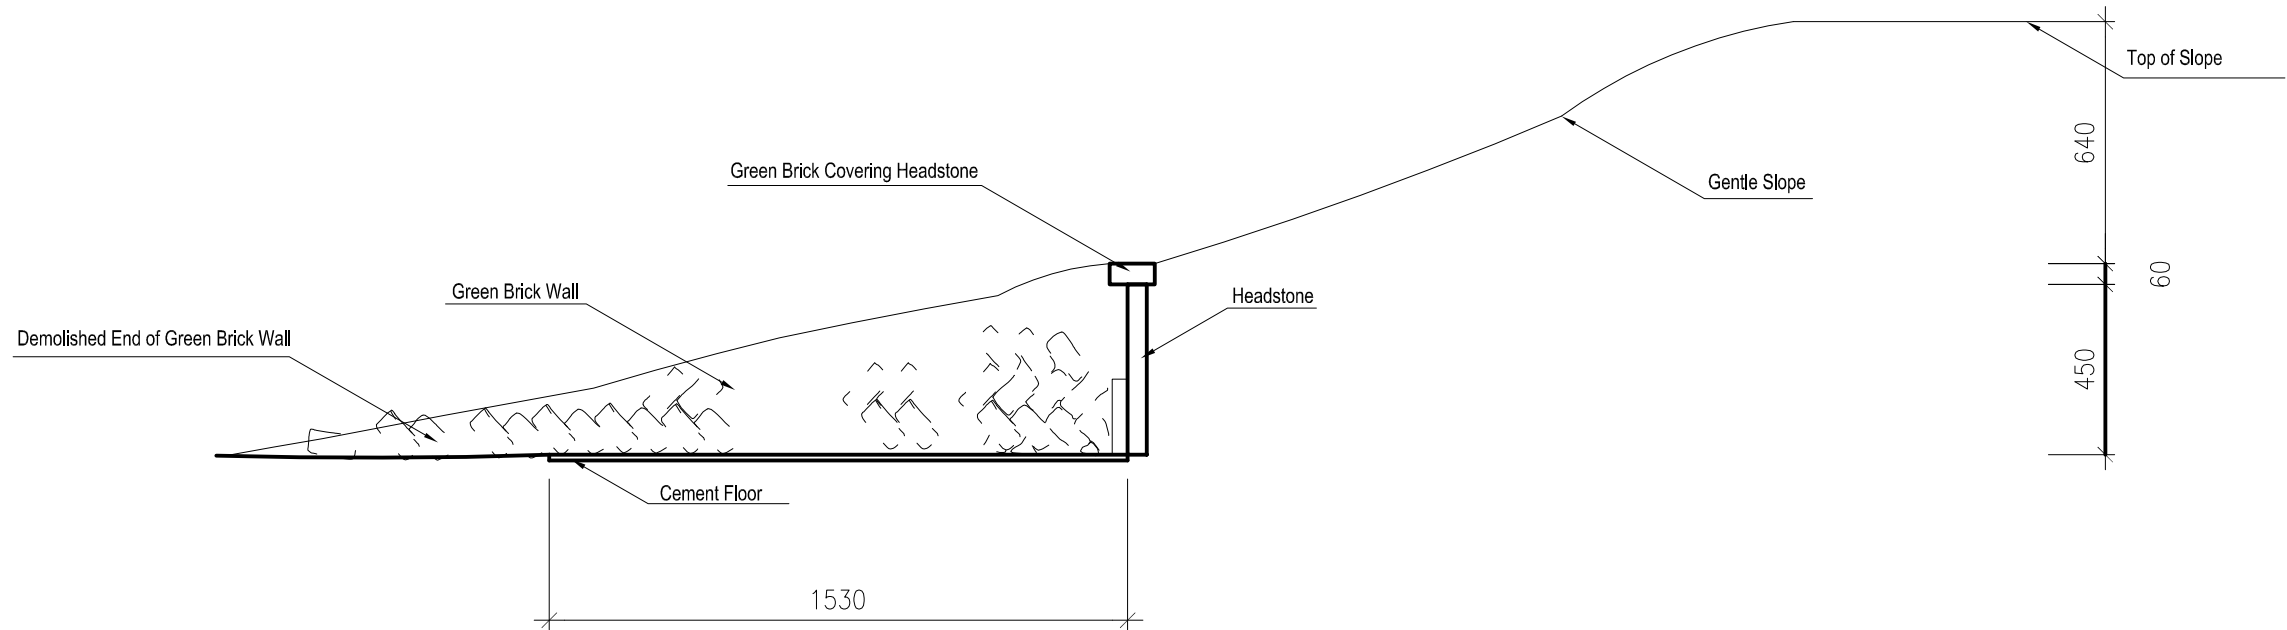 Top of Slope
640
Green Brick Covering Headstone
Gentle Slope
60
Green Brick Wall
Headstone
Demolished End of Green Brick Wall
450
Cement Floor
1530